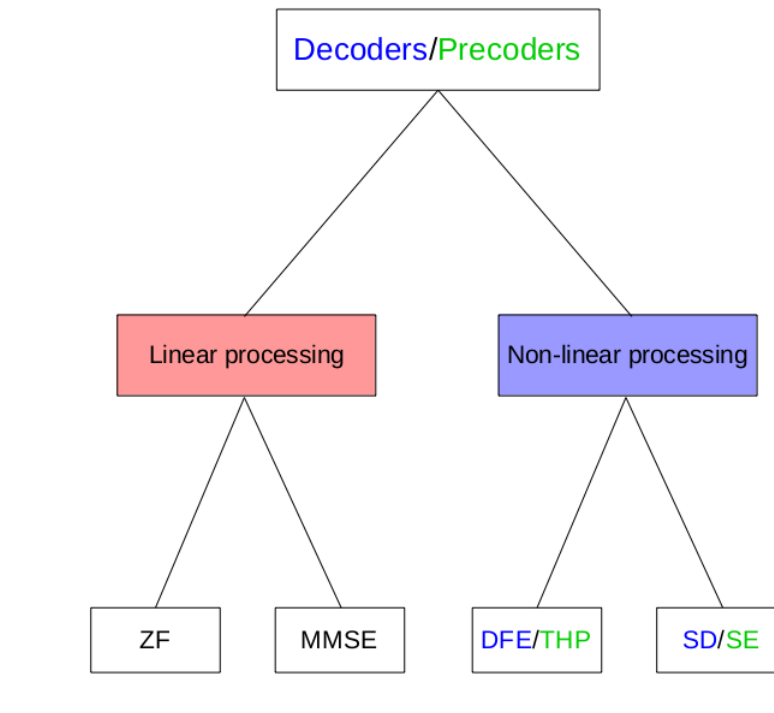 Decoders/Precoders
Linear processing
Non-linear processing
ZF
MMSE
DFE/THP
SD/SE